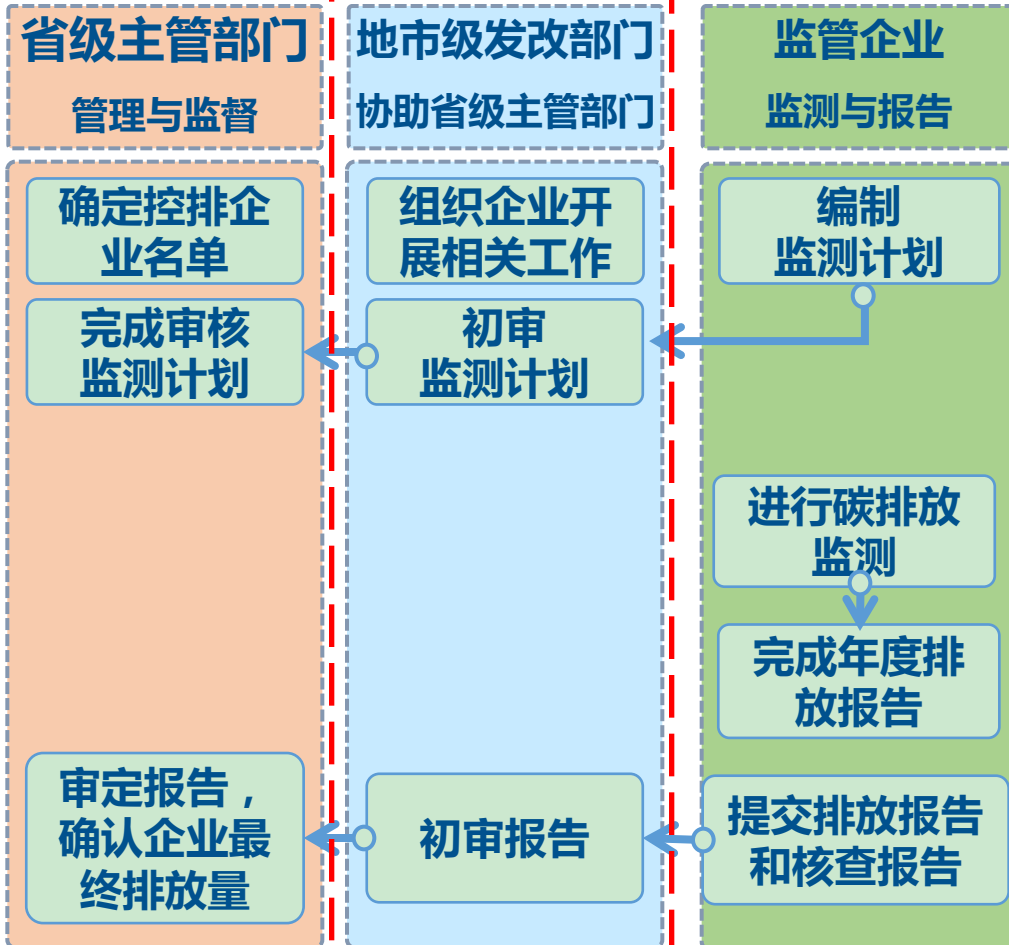 省级主管部门
管理与监督
地市级发改部门
协助省级主管部门
监管企业
监测与报告
确定控排企
业名单
组织企业开
展相关工作
编制
监测计划
完成审核
监测计划
初审
监测计划
进行碳排放
监测
完成年度排
放报告
审定报告，
确认企业最
终排放量
初审报告
提交排放报告
和核查报告